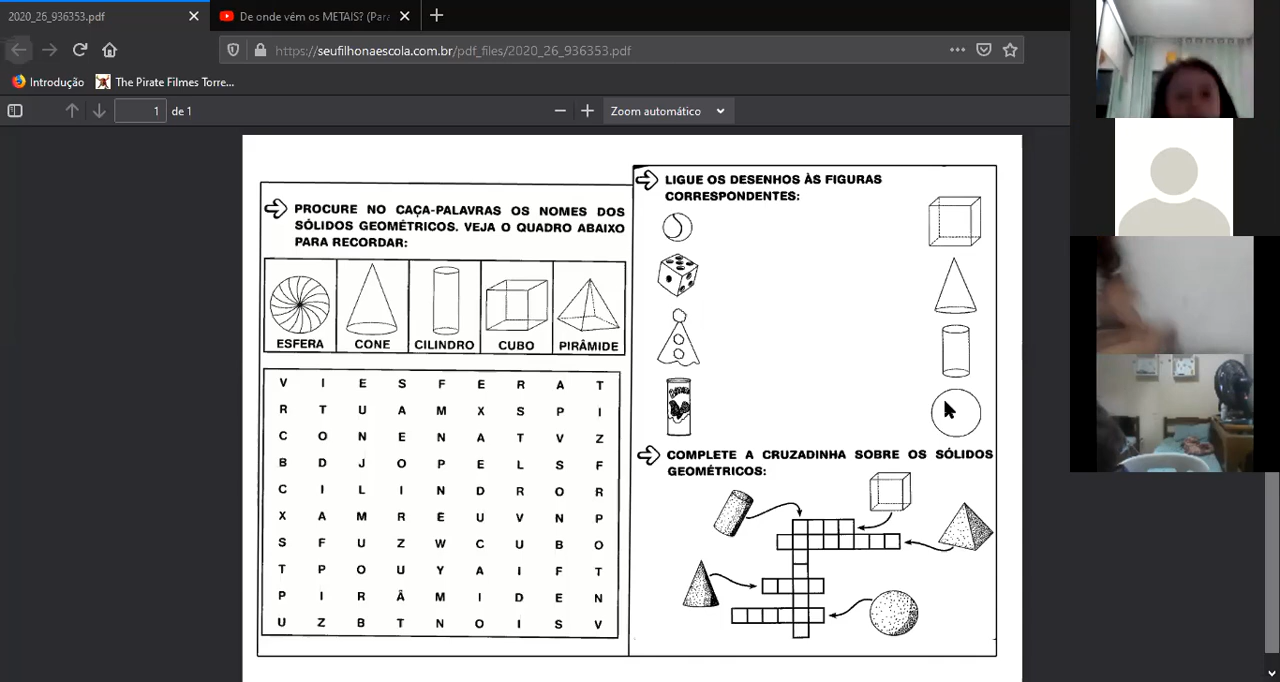 2020_26_936353.pdf
De onde vêm os METAIS? (Para
https://seufilhonaescola.com.br/pdf_files/2020_26_936353.pdf
Introdução
The Pirate Filmes Torre...
1 de 1
Zoom automático
PROCURE NO CAÇA-PALAVRAS OS NOMES DOS
SÓLIDOS GEOMÉTRICOS. VEJA O QUADRO ABAIXO
PARA RECORDAR:
ESFERA CONE CILINDRO CUBO PIRÂMIDE
V I E S F E R A T
R T U A M X S P I
C O N E N A T V Z
B D J O P E L S F
C I L I N D R O R
X A M R E U V N P
S F U Z W C U B O
T P O U Y A I F T
P I R Â M I D E N
U Z B T N O I S V
LIGUE OS DESENHOS ÀS FIGURAS
CORRESPONDENTES:
COMPLETE A CRUZADINHA SOBRE OS SÓLIDOS
GEOMÉTRICOS: